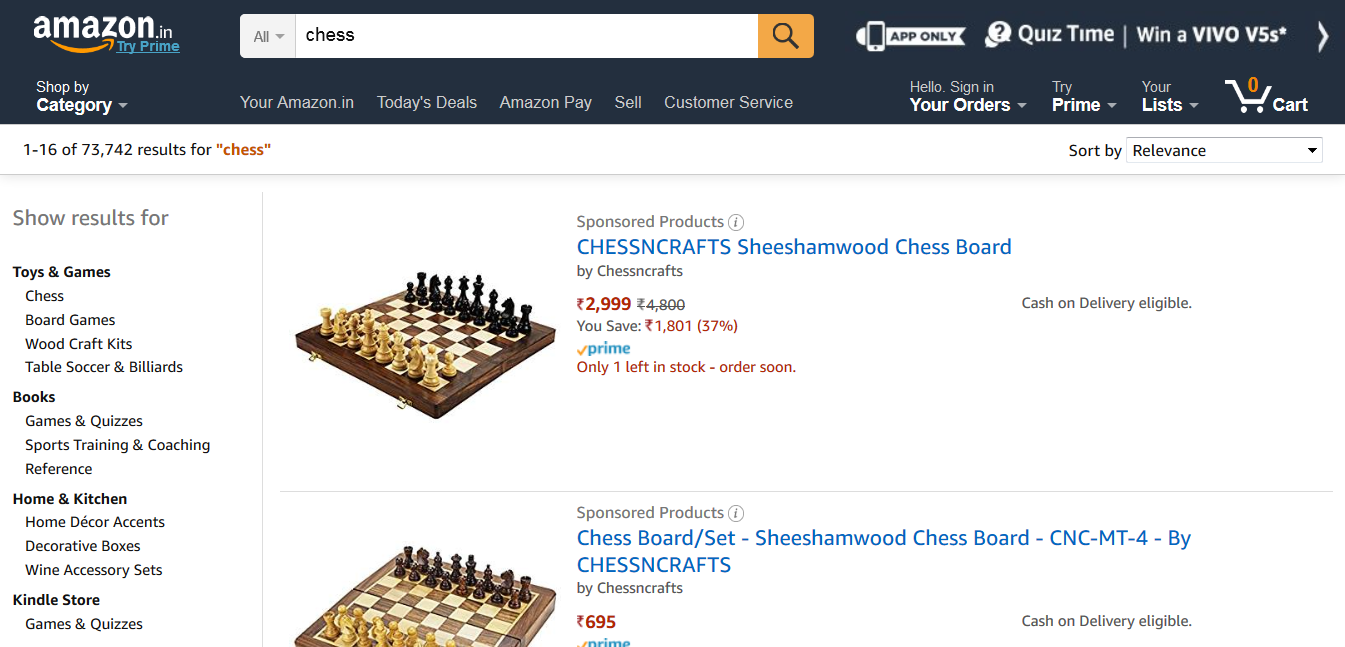 amazon.in
Try Prime
All
chess
APP ONLY
Quiz Time | Win a VIVO V5s*
Shop by
Category
Your Amazon.in
Today's Deals
Amazon Pay
Sell
Customer Service
Hello. Sign in
Your Orders
Try
Prime
Your
Lists
0
Cart
1-16 of 73,742 results for "chess"
Sort by
Relevance
Show results for
Toys & Games
Chess
Board Games
Wood Craft Kits
Table Soccer & Billiards
Books
Games & Quizzes
Sports Training & Coaching
Reference
Home & Kitchen
Home Décor Accents
Decorative Boxes
Wine Accessory Sets
Kindle Store
Games & Quizzes
Sponsored Products
CHESSNCRAFTS Sheeshamwood Chess Board
by Chessncrafts
₹2,999 ₹4,800
You Save: ₹1,801 (37%)
prime
Only 1 left in stock - order soon.
Cash on Delivery eligible.
Sponsored Products
Chess Board/Set - Sheeshamwood Chess Board - CNC-MT-4 - By
CHESSNCRAFTS
by Chessncrafts
₹695
prime
Cash on Delivery eligible.